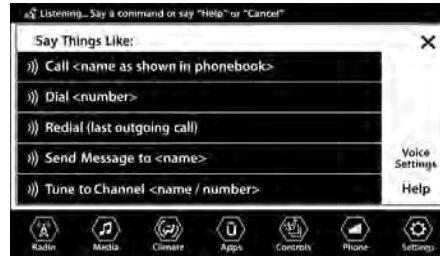 Listening... Say a command or say "Help" or "Cancel"
Say Things Like:
Call <name as shown in phonebook>
Dial <number>
Redial (last outgoing call)
Send Message to <name>
Tune to Channel <name / number>
Voice
Settings
Help
A
Radio
Media
Climate
Apps
Controls
Phone
Settings